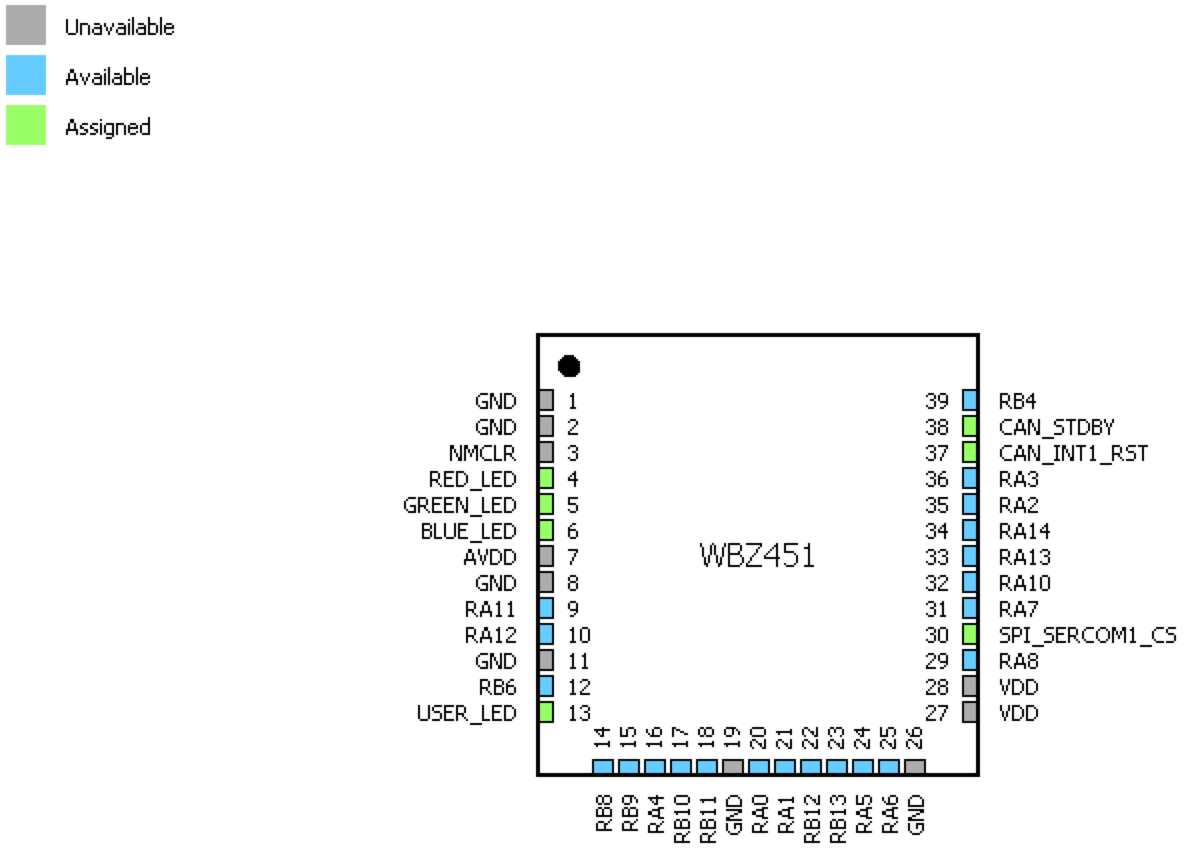 Unavailable
Available
Assigned
GND 1
GND 2
NMCLR 3
RED_LED 4
GREEN_LED 5
BLUE_LED 6
AVDD 7
GND 8
RA11 9
RA12 10
GND 11
RB6 12
USER_LED 13
WBZ451
39 RB4
38 CAN_STDBY
37 CAN_INT1_RST
36 RA3
35 RA2
34 RA14
33 RA13
32 RA10
31 RA7
30 SPI_SERCOM1_CS
29 RA8
28 VDD
27 VDD
14 RB8
15 RB9
16 RA4
17 RB10
18 RB11
19 GND
20 RA0
21 RA1
22 RB12
23 RB13
24 RA5
25 RA6
26 GND